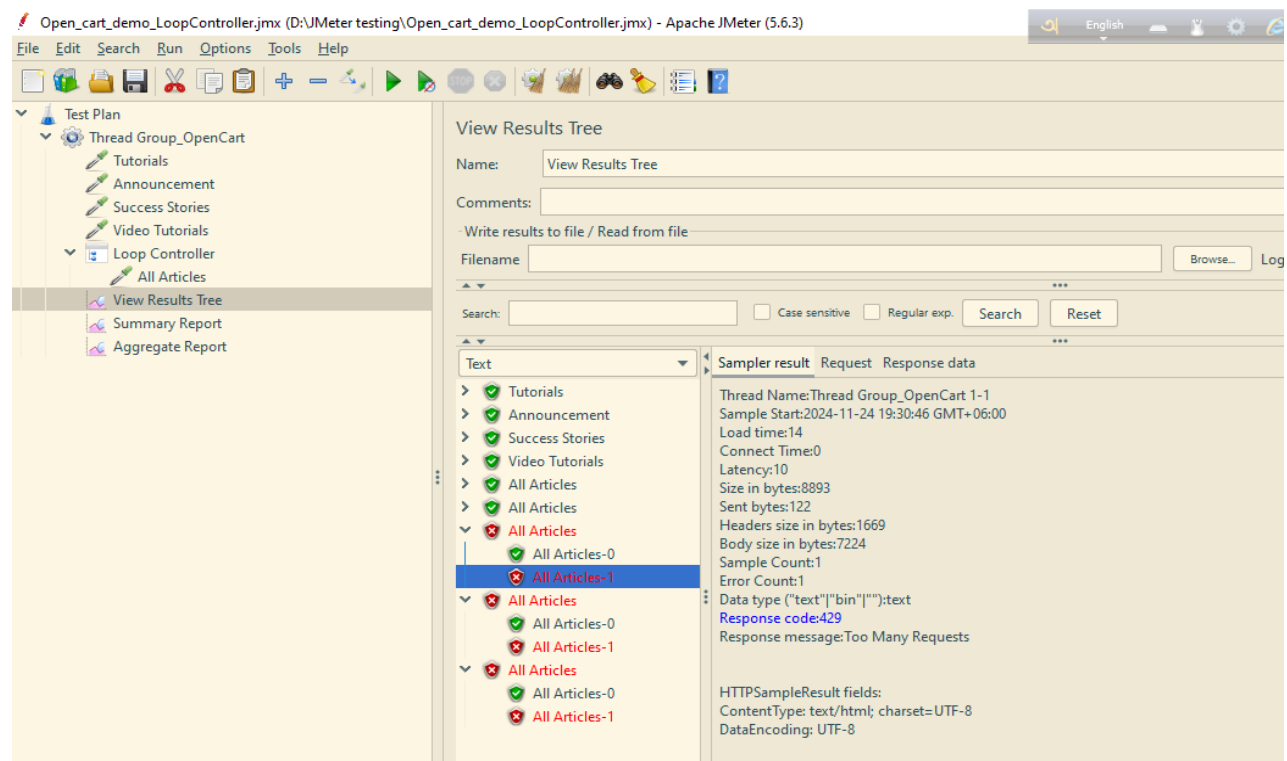 Open_cart_demo_LoopController.jmx (D:\JMeter testing\Open_cart_demo_LoopController.jmx) - Apache JMeter (5.6.3)
English
File Edit Search Run Options Tools Help
STOP
Test Plan
Thread Group_OpenCart
Tutorials
Announcement
Success Stories
Video Tutorials
Loop Controller
All Articles
View Results Tree
Summary Report
Aggregate Report
View Results Tree
Name: View Results Tree
Comments:
Write results to file / Read from file
Filename Browse... Log
Search: Case sensitive Regular exp. Search Reset
Text
Tutorials
Announcement
Success Stories
Video Tutorials
All Articles
All Articles
All Articles
All Articles-0
All Articles-1
All Articles
All Articles-0
All Articles-1
All Articles
All Articles-0
All Articles-1
Sampler result Request Response data
Thread Name:Thread Group_OpenCart 1-1
Sample Start:2024-11-24 19:30:46 GMT+06:00
Load time:14
Connect Time:0
Latency:10
Size in bytes:8893
Sent bytes:122
Headers size in bytes:1669
Body size in bytes:7224
Sample Count:1
Error Count:1
Data type ("text"|"bin"|""):text
Response code:429
Response message:Too Many Requests
HTTPSampleResult fields:
ContentType: text/html; charset=UTF-8
DataEncoding: UTF-8